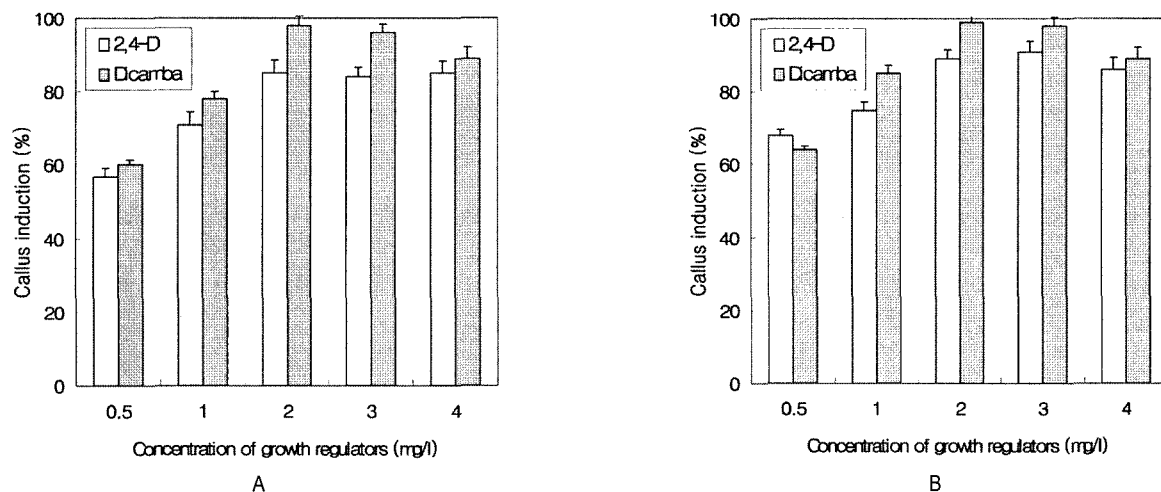 100
80
60
40
20
0
Callus induction (%)
2,4-D
Dicamba
0.5 1 2 3 4
Concentration of growth regulators (mg/l)
A
100
80
60
40
20
0
Callus induction (%)
2,4-D
Dicamba
0.5 1 2 3 4
Concentration of growth regulators (mg/l)
B